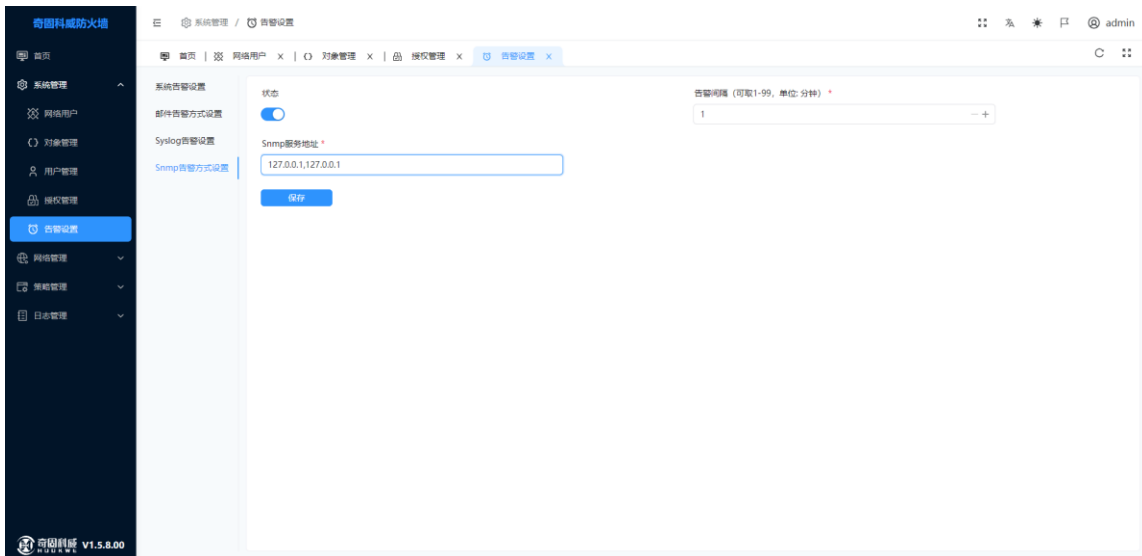 奇固科威防火墙
系统管理 / 告警设置
admin
首页
首页 | 网络用户 × | 对象管理 × | 授权管理 × 告警设置 ×
系统管理
网络用户
对象管理
用户管理
授权管理
告警设置
网络管理
策略管理
日志管理
系统告警设置
邮件告警方式设置
Syslog告警设置
Snmp告警方式设置
状态
告警间隔（可取1-99，单位: 分钟） *
1
Snmp服务地址 *
127.0.0.1,127.0.0.1
保存
奇固科威 V1.5.8.00